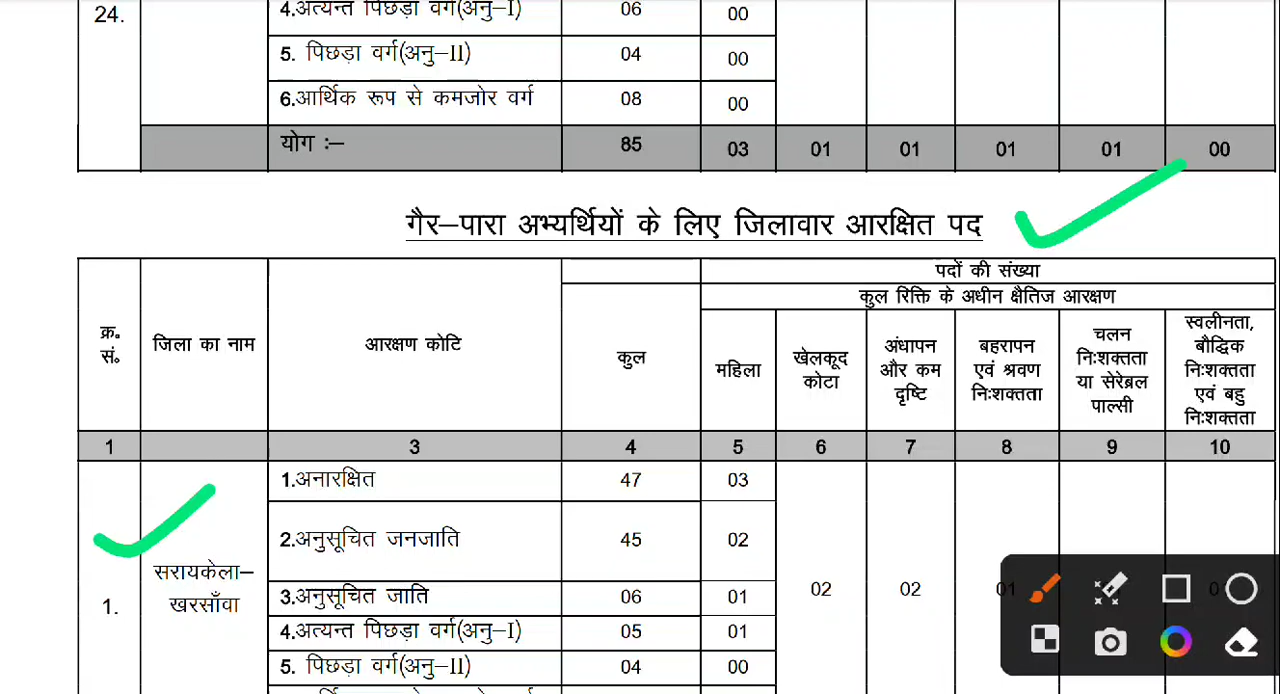 24.
4.अत्यन्त पिछड़ा वर्ग(अनु–I) 06 00
5. पिछड़ा वर्ग(अनु–II) 04 00
6.आर्थिक रूप से कमजोर वर्ग 08 00
योग :– 85 03 01 01 01 01 00
गैर–पारा अभ्यर्थियों के लिए जिलावार आरक्षित पद
क्र॰ सं॰
जिला का नाम
आरक्षण कोटि
कुल
पदों की संख्या
कुल रिक्ति के अधीन क्षैतिज आरक्षण
महिला
खेलकूद
कोटा
अंधापन
और कम
दृष्टि
बहरापन
एवं श्रवण
निःशक्तता
चलन
निःशक्तता
या सेरेब्रल
पाल्सी
स्वलीनता,
बौद्धिक
निःशक्तता
एवं बहु
निःशक्तता
1 3 4 5 6 7 8 9 10
1.
सरायकेला–
खरसाँवा
1.अनारक्षित 47 03
2.अनुसूचित जनजाति 45 02
02 02 01
3.अनुसूचित जाति 06 01
4.अत्यन्त पिछड़ा वर्ग(अनु–I) 05 01
5. पिछड़ा वर्ग(अनु–II) 04 00